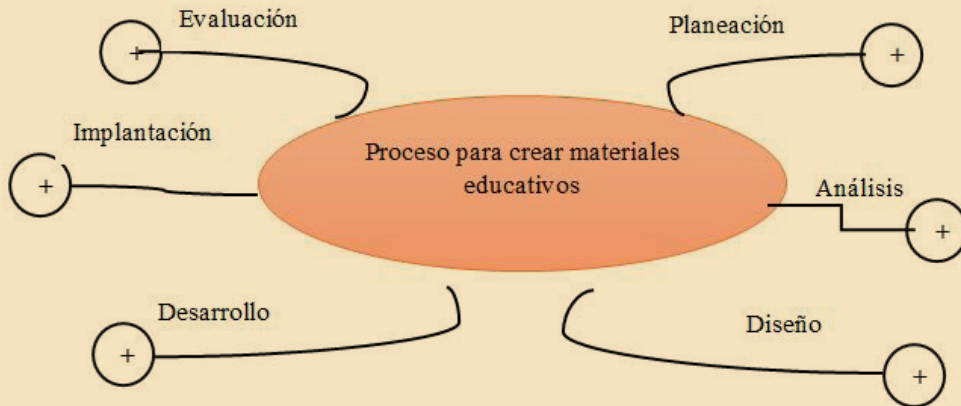 Evaluación
Planeación
+
+
Implantación
Proceso para crear materiales
educativos
+
Análisis
+
Desarrollo
Diseño
+
+